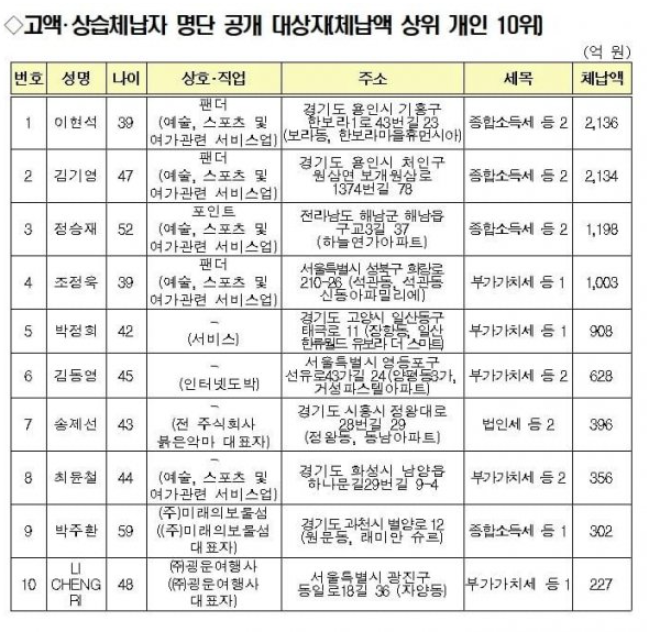 ◇고액·상습체납자 명단 공개 대상자(체납액 상위 개인 10위)
(억 원)
번호 성명 나이 상호·직업 주소 세목 체납액
1 이현석 39 팬더 (예술, 스포츠 및 여가관련 서비스업) 경기도 용인시 기흥구 한보라1로43번길 23 (보라동, 한보라마을휴먼시아) 종합소득세 등 2 2,136
2 김기영 47 팬더 (예술, 스포츠 및 여가관련 서비스업) 경기도 용인시 처인구 원삼면 보개원삼로 1374번길 78 종합소득세 등 2 2,134
3 정승재 52 포인트 (예술, 스포츠 및 여가관련 서비스업) 전라남도 해남군 해남읍 구교3길 37 (하늘연가아파트) 종합소득세 등 2 1,198
4 조정욱 39 팬더 (예술, 스포츠 및 여가관련 서비스업) 서울특별시 성북구 화랑로 210-26 (석관동, 석관동 신동아파밀리에) 부가가치세 등 1 1,003
5 박정희 42 - (서비스) 경기도 고양시 일산동구 태극로 11 (장항동, 일산 한류월드 유보라 더 스마트) 부가가치세 등 1 908
6 김동영 45 - (인터넷도박) 서울특별시 영등포구 선유로43가길 24 (양평동3가, 거성파스텔아파트) 부가가치세 등 2 628
7 송제선 43 - (전 주식회사 붉은악마 대표자) 경기도 시흥시 정왕대로 28번길 29 (정왕동, 동남아파트) 법인세 등 2 396
8 최윤철 44 - (예술, 스포츠 및 여가관련 서비스업) 경기도 화성시 남양읍 하나문길29번길 9-4 부가가치세 등 2 356
9 박주환 59 (주)미래의보물섬 ((주)미래의보물섬 대표자) 경기도과천시 별양로 12 (원문동, 래미안 슈르) 종합소득세 등 1 302
10 LI CHENG RI 48 ㈜굉운여행사 (㈜굉운여행사 대표자) 서울특별시 광진구 동일로18길 36 (자양동) 부가가치세 등 1 227